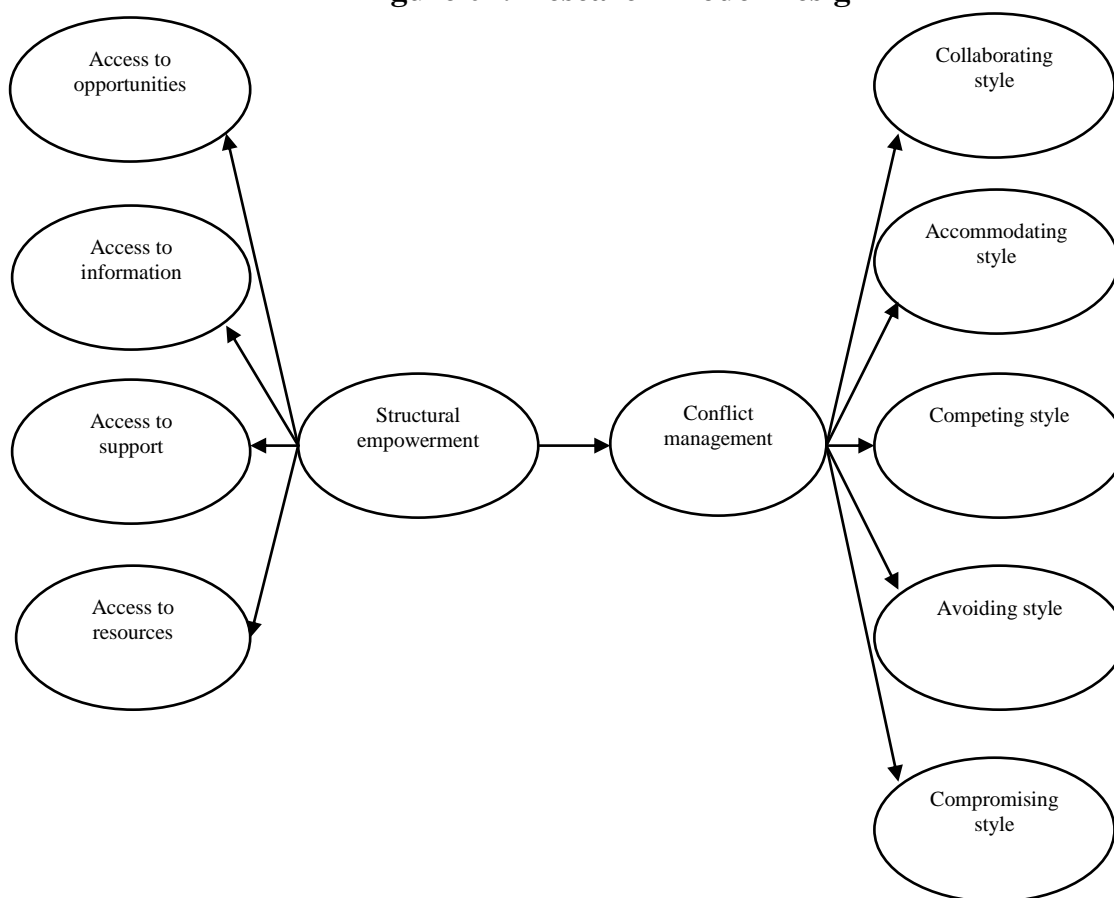 Access to
opportunities
Access to
information
Access to
support
Access to
resources
Structural
empowerment
Conflict
management
Collaborating
style
Accommodating
style
Competing style
Avoiding style
Compromising
style